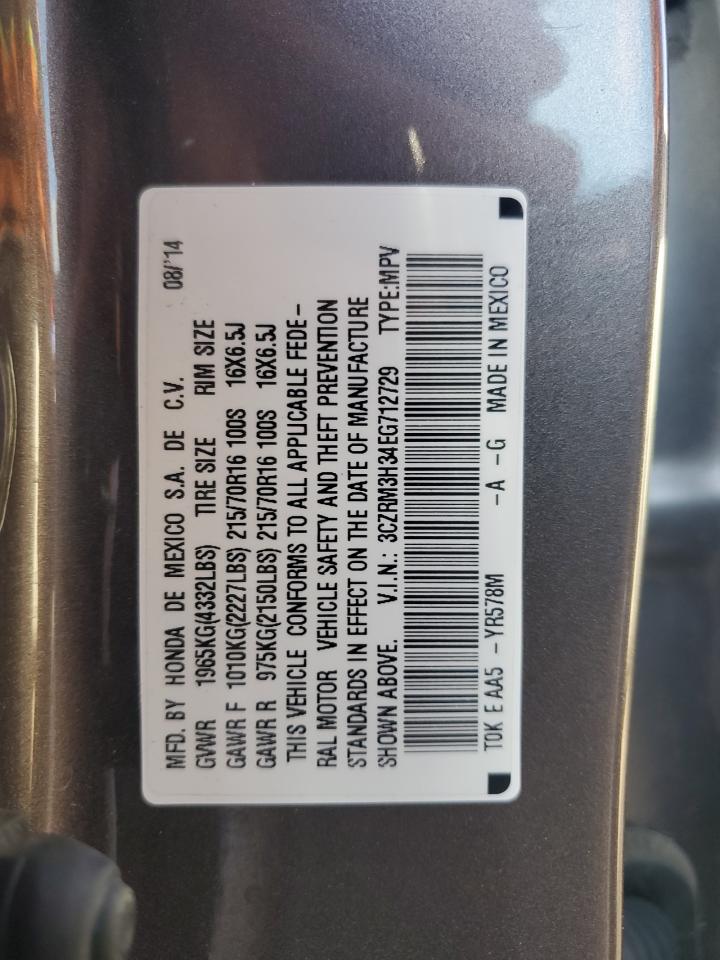 MFD. BY HONDA DE MEXICO S.A. DE C.V. 08/'14
GVWR 1965KG(4332LBS) TIRE SIZE RIM SIZE
GAWR F 1010KG(2227LBS) 215/70R16 100S 16X6.5J
GAWR R 975KG(2150LBS) 215/70R16 100S 16X6.5J
THIS VEHICLE CONFORMS TO ALL APPLICABLE FEDE-
RAL MOTOR VEHICLE SAFETY AND THEFT PREVENTION
STANDARDS IN EFFECT ON THE DATE OF MANUFACTURE
SHOWN ABOVE. V.I.N.: 3CZRM3H34EG712729 TYPE:MPV
T0K E AA5 -YR578M -A -G MADE IN MEXICO